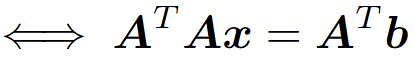 ⟺ AᵀAx = Aᵀb